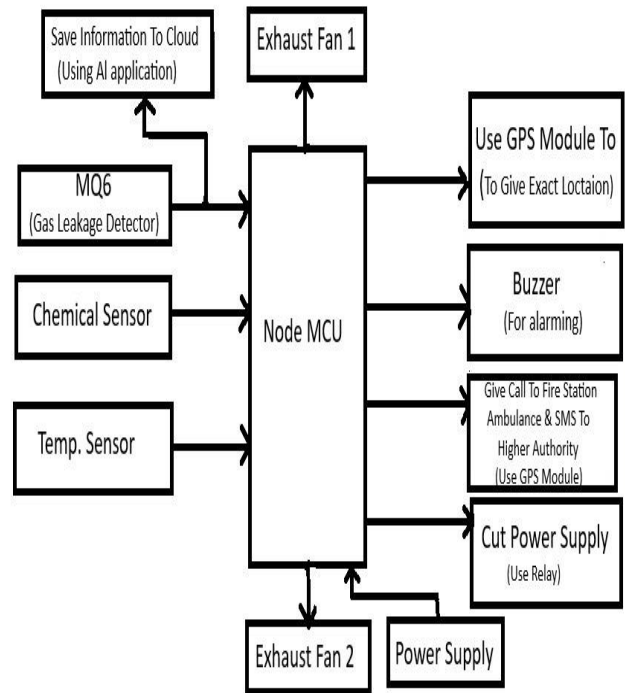 Save Information To Cloud
(Using AI application)
Exhaust Fan 1
Use GPS Module To
(To Give Exact Loctaion)
MQ6
(Gas Leakage Detector)
Chemical Sensor
Node MCU
Buzzer
(For alarming)
Temp. Sensor
Give Call To Fire Station
Ambulance & SMS To
Higher Authority
(Use GPS Module)
Cut Power Supply
(Use Relay)
Exhaust Fan 2
Power Supply